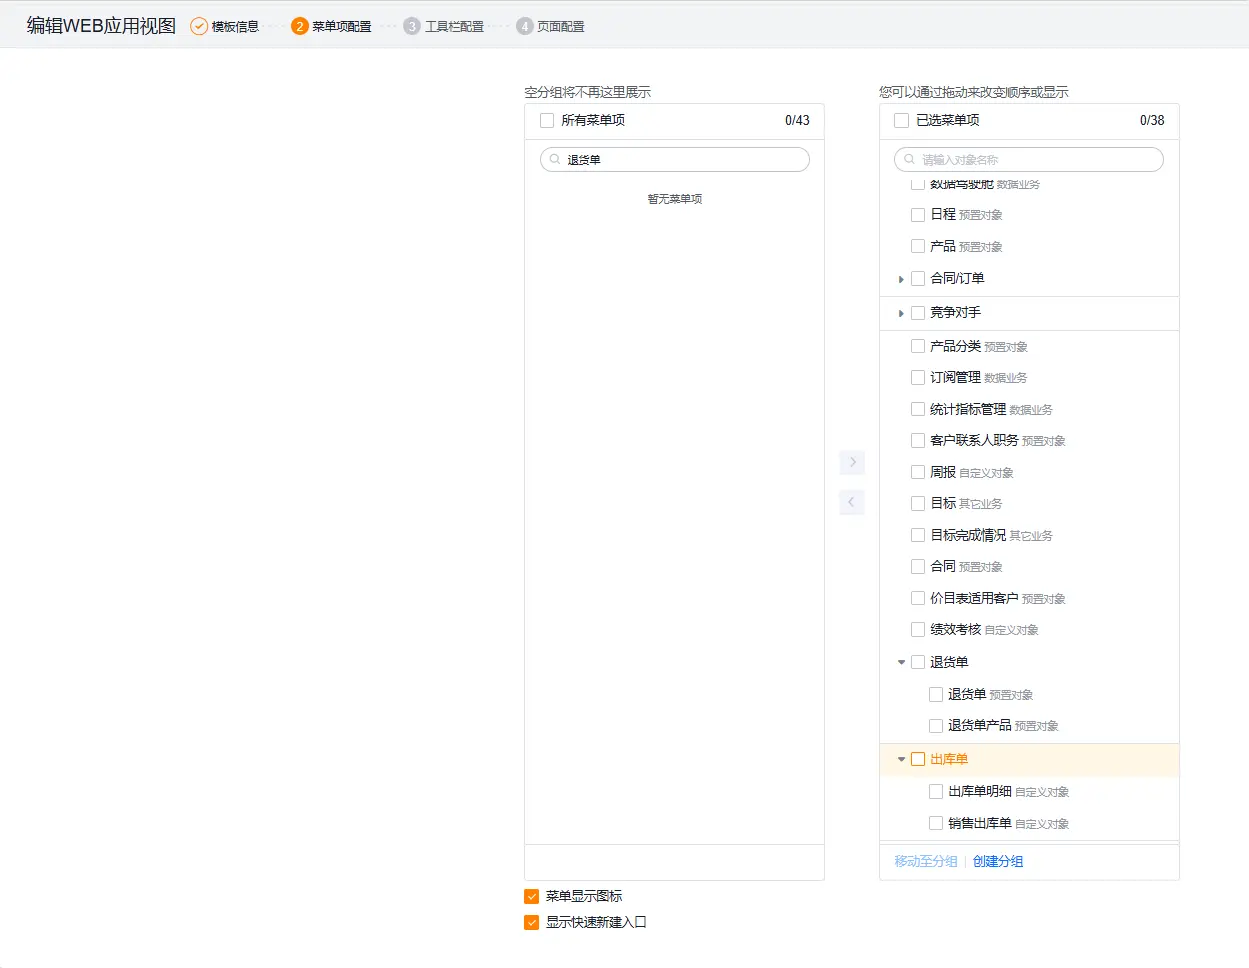 编辑WEB应用视图 模板信息 2 菜单项配置 3 工具栏配置 4 页面配置
空分组将不再这里展示
所有菜单项 0/43
退货单
暂无菜单项
菜单显示图标
显示快速新建入口
您可以通过拖动来改变顺序或显示
已选菜单项 0/38
请输入对象名称
数据驾驶舱 数据业务
日程 预置对象
产品 预置对象
合同/订单
竞争对手
产品分类 预置对象
订阅管理 数据业务
统计指标管理 数据业务
客户联系人职务 预置对象
周报 自定义对象
目标 其它业务
目标完成情况 其它业务
合同 预置对象
价目表适用客户 预置对象
绩效考核 自定义对象
退货单
退货单 预置对象
退货单产品 预置对象
出库单
出库单明细 自定义对象
销售出库单 自定义对象
移动至分组 创建分组